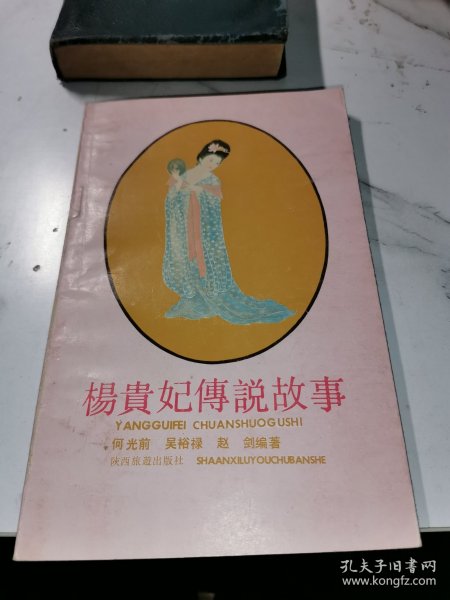 楊貴妃傳説故事
YANGGUIFEI CHUANSHUOGUSHI
何光前 吴裕禄 赵 剑编著
陕西旅遊出版社 SHAANXILUYOUCHUBANSHE
孔夫子旧书网
www.kongfz.com